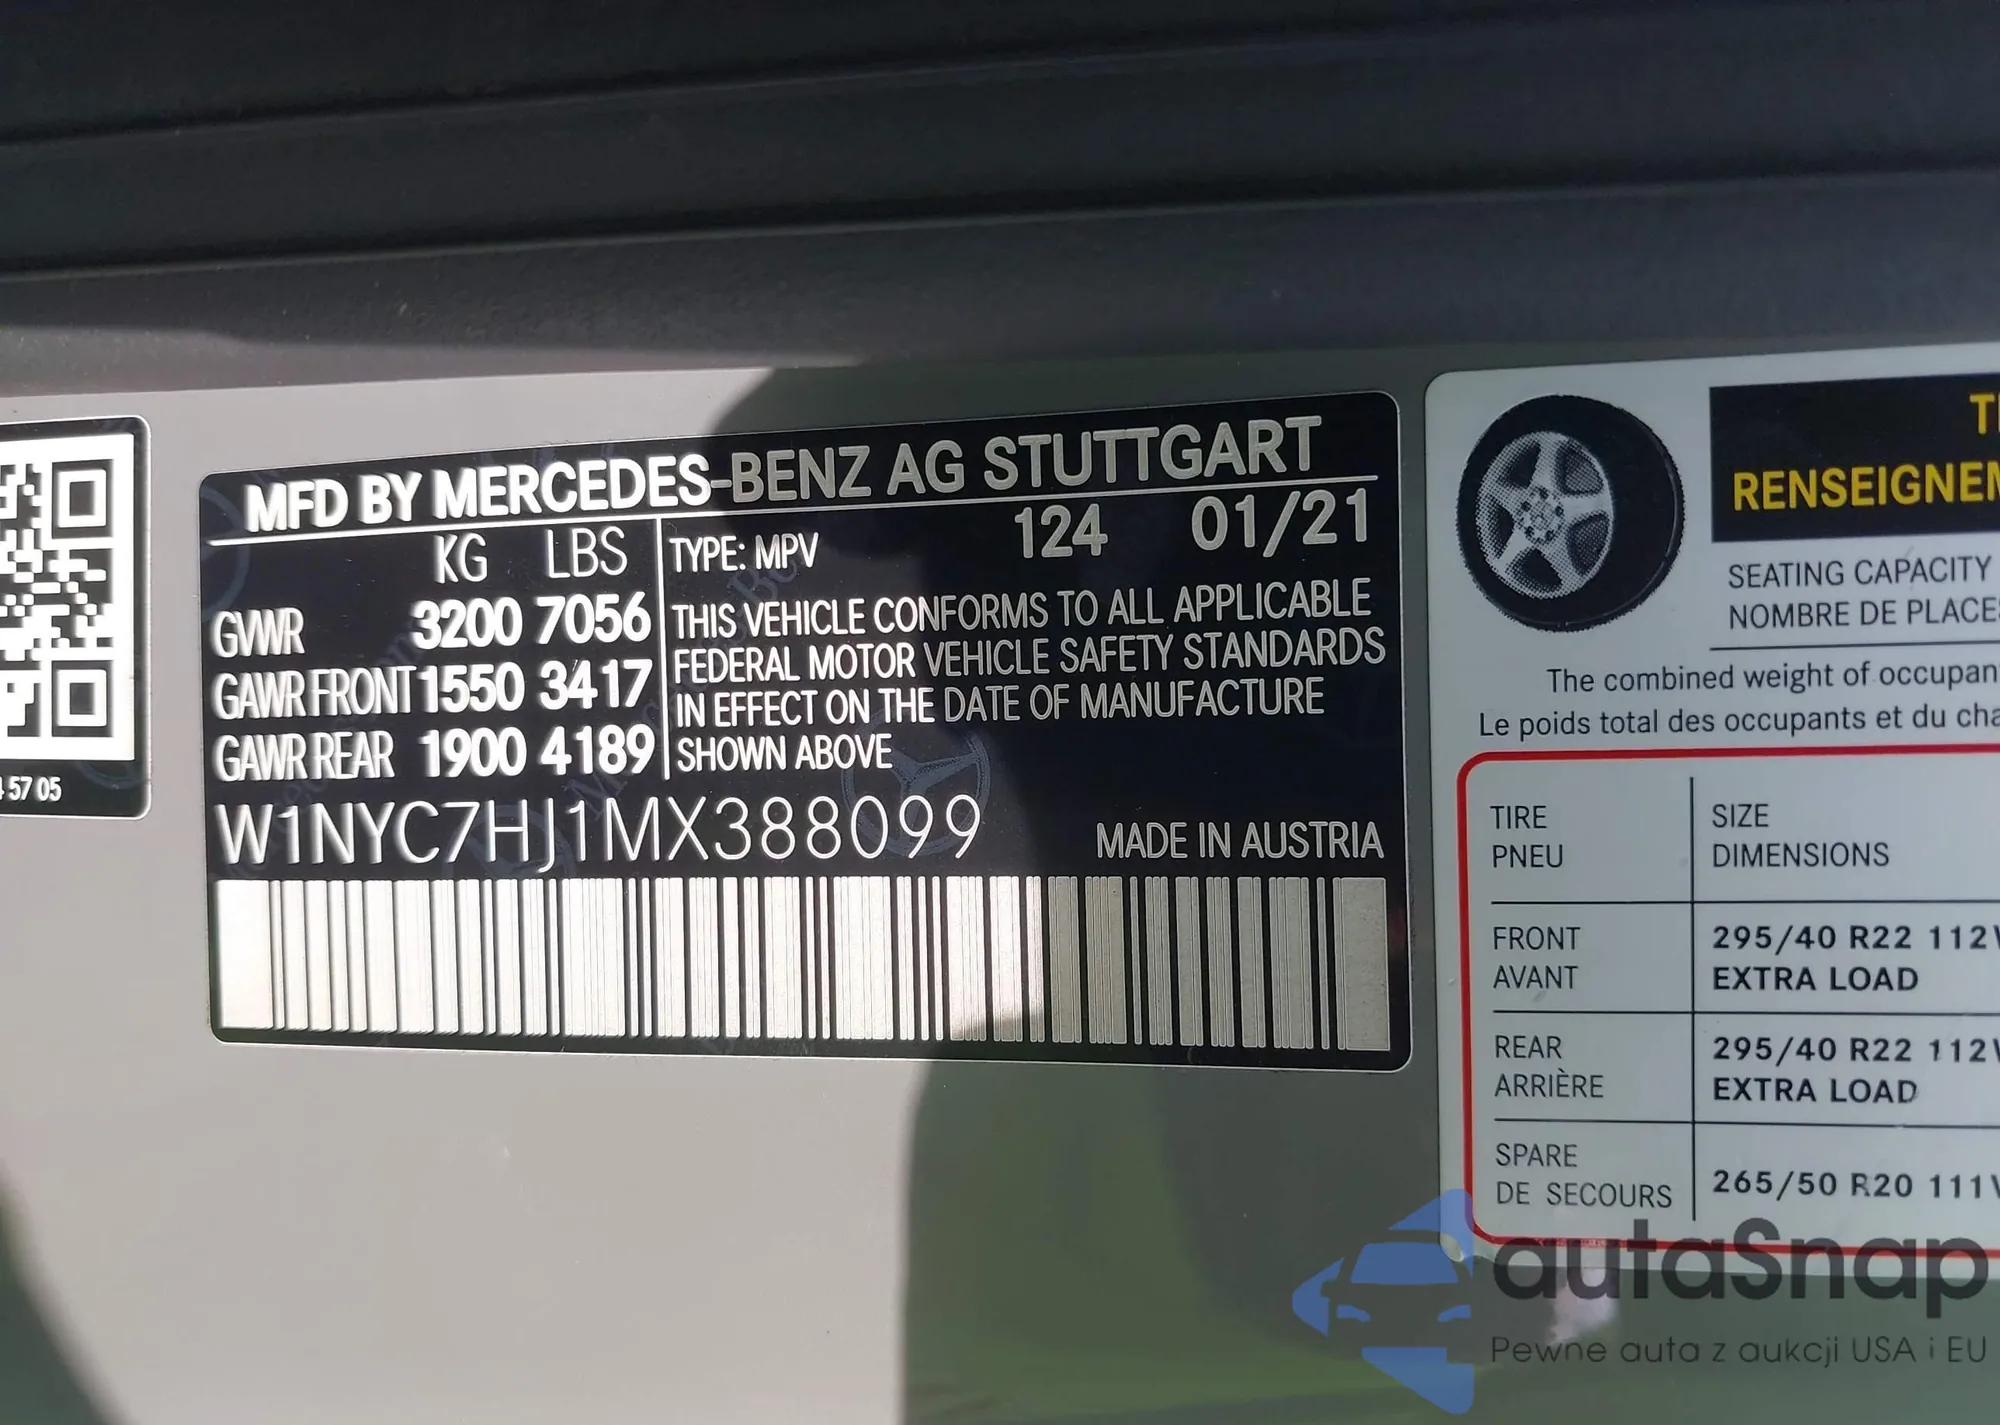 MFD BY MERCEDES-BENZ AG STUTTGART
KG LBS
TYPE: MPV 124 01/21
GVWR 3200 7056
GAWR FRONT 1550 3417
GAWR REAR 1900 4189
THIS VEHICLE CONFORMS TO ALL APPLICABLE
FEDERAL MOTOR VEHICLE SAFETY STANDARDS
IN EFFECT ON THE DATE OF MANUFACTURE
SHOWN ABOVE
W1NYC7HJ1MX388099
MADE IN AUSTRIA
57 05
RENSEIGNEM
SEATING CAPACITY
NOMBRE DE PLACES
The combined weight of occupan
Le poids total des occupants et du cha
TIRE
PNEU
SIZE
DIMENSIONS
FRONT
AVANT
295/40 R22 112V
EXTRA LOAD
REAR
ARRIÈRE
295/40 R22 112V
EXTRA LOAD
SPARE
DE SECOURS
265/50 R20 111V
autaSnap
Pewne auta z aukcji USA i EU